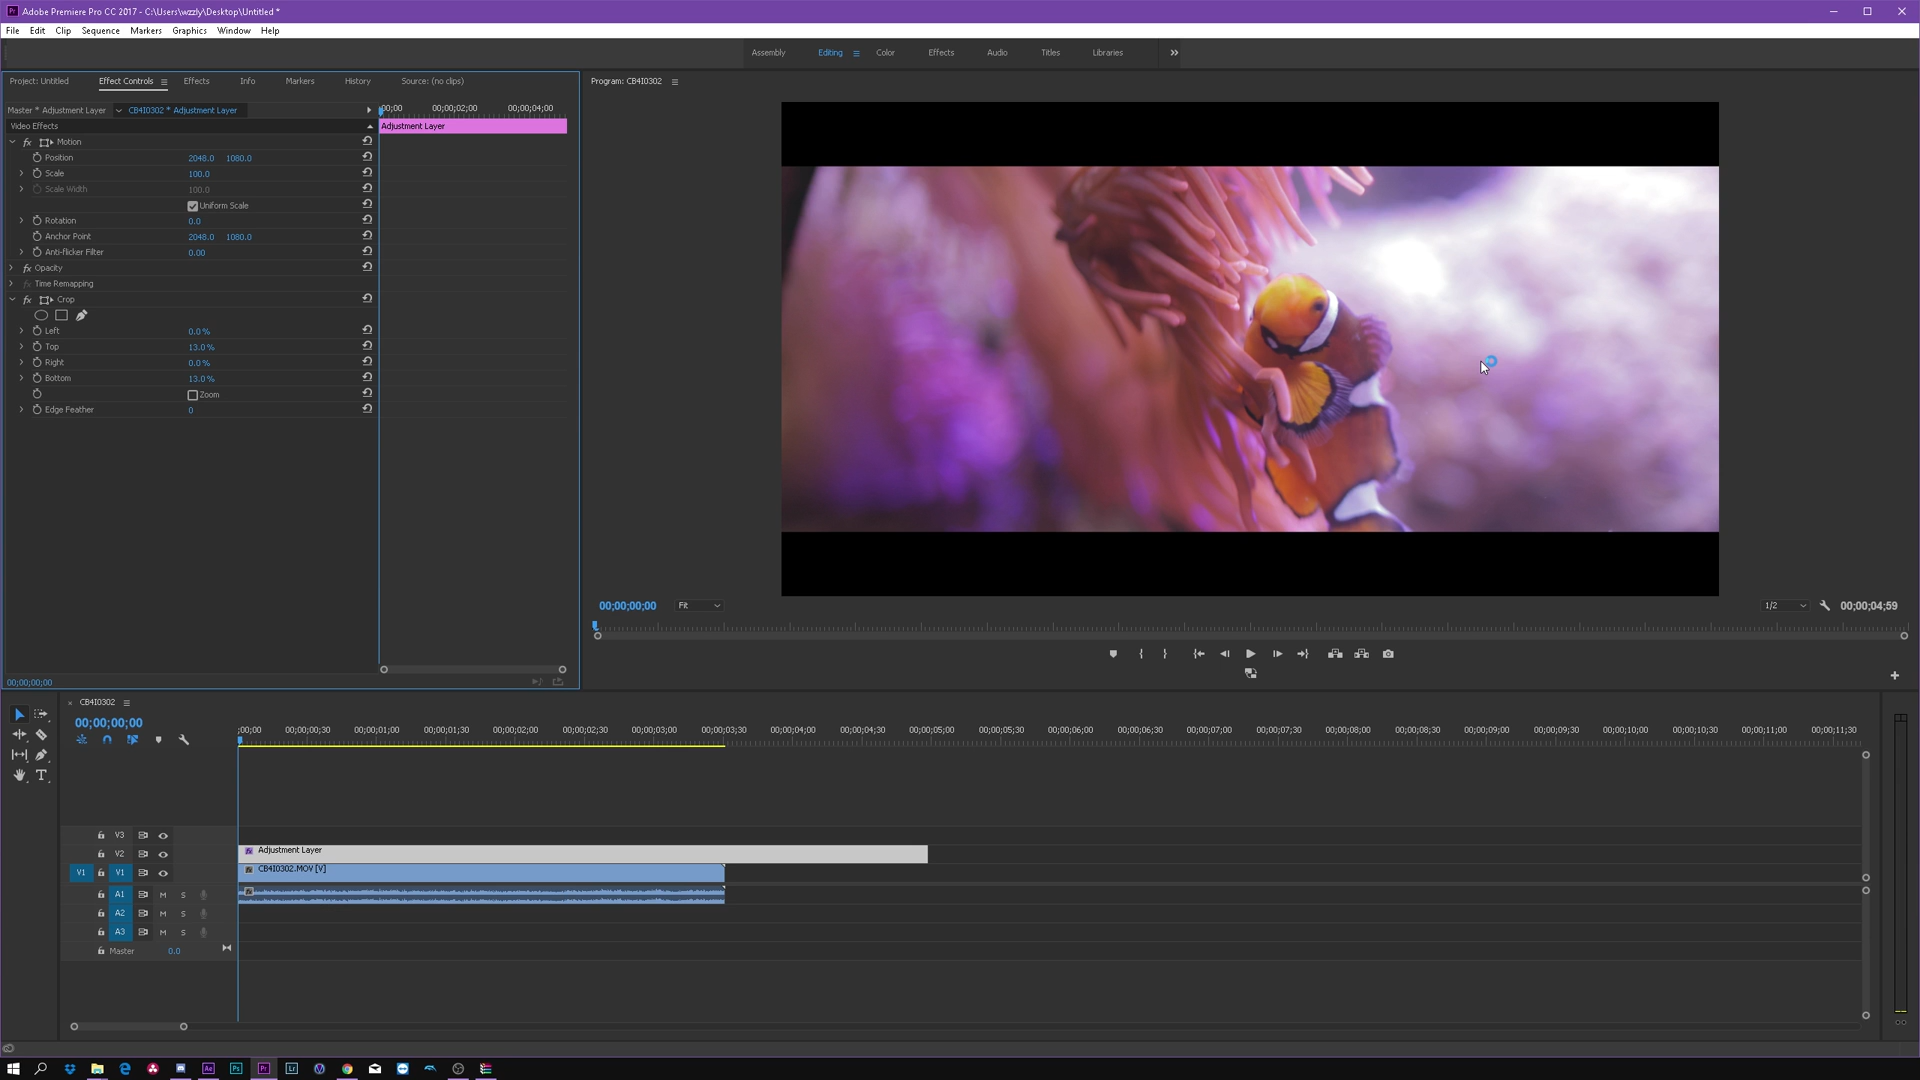 Adobe Premiere Pro CC 2017 - C:\Users\wzzly\Desktop\Untitled *
File Edit Clip Sequence Markers Graphics Window Help
Assembly Editing Color Effects Audio Titles Libraries
Project: Untitled Effect Controls Effects Info Markers History Source: (no clips)
Program: CB4I0302
Master * Adjustment Layer CB4I0302 * Adjustment Layer
;00;00 00;00;02;00 00;00;04;00
Video Effects
Adjustment Layer
fx Motion
Position 2048.0 1080.0
Scale 100.0
Scale Width 100.0
Uniform Scale
Rotation 0.0
Anchor Point 2048.0 1080.0
Anti-flicker Filter 0.00
fx Opacity
fx Time Remapping
fx Crop
Left 0.0 %
Top 13.0 %
Right 0.0 %
Bottom 13.0 %
Zoom
Edge Feather 0
00;00;00;00 Fit 1/2 00;00;04;59
00;00;00;00
CB4I0302
00;00;00;00
;00;00 00;00;00;30 00;00;01;00 00;00;01;30 00;00;02;00 00;00;02;30 00;00;03;00 00;00;03;30 00;00;04;00 00;00;04;30 00;00;05;00 00;00;05;30 00;00;06;00 00;00;06;30 00;00;07;00 00;00;07;30 00;00;08;00 00;00;08;30 00;00;09;00 00;00;09;30 00;00;10;00 00;00;10;30 00;00;11;00 00;00;11;30
V3
V2 Adjustment Layer
V1 V1 CB4I0302.MOV [V]
A1 M S
A2 M S
A3 M S
Master 0.0
Ae Ps Pr Lr